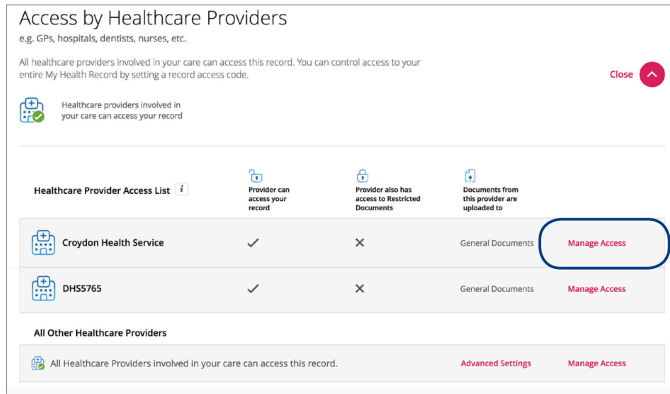 Access by Healthcare Providers
e.g. GPs, hospitals, dentists, nurses, etc.
All healthcare providers involved in your care can access this record. You can control access to your
entire My Health Record by setting a record access code.
Close
Healthcare providers involved in
your care can access your record
Healthcare Provider Access List i
Provider can
access your
record
Provider also has
access to Restricted
Documents
Documents from
this provider are
uploaded to
Croydon Health Service
General Documents
Manage Access
DHS5765
General Documents
Manage Access
All Other Healthcare Providers
All Healthcare Providers involved in your care can access this record.
Advanced Settings
Manage Access